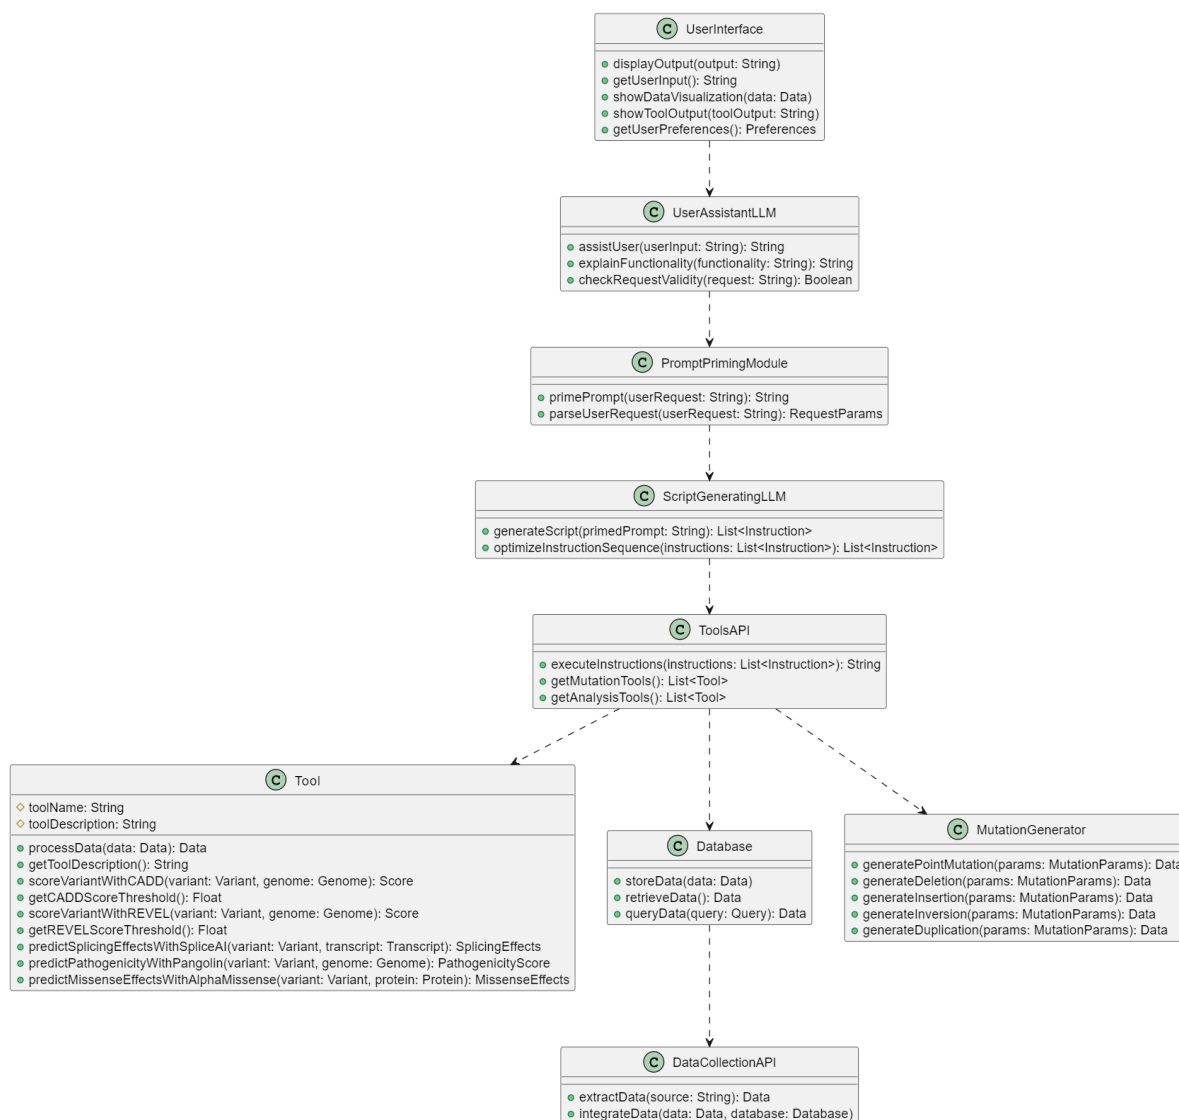 C UserInterface
displayOutput(output: String)
getUserInput(): String
showDataVisualization(data: Data)
showToolOutput(toolOutput: String)
getUserPreferences(): Preferences
C UserAssistantLLM
assistUser(userInput: String): String
explainFunctionality(functionality: String): String
checkRequestValidity(request: String): Boolean
C PromptPrimingModule
primePrompt(userRequest: String): String
parseUserRequest(userRequest: String): RequestParams
C ScriptGeneratingLLM
generateScript(primedPrompt: String): List<Instruction>
optimizeInstructionSequence(instructions: List<Instruction>): List<Instruction>
C ToolsAPI
executeInstructions(instructions: List<Instruction>): String
getMutationTools(): List<Tool>
getAnalysisTools(): List<Tool>
C Tool
toolName: String
toolDescription: String
processData(data: Data): Data
getToolDescription(): String
scoreVariantWithCADD(variant: Variant, genome: Genome): Score
getCADDScoreThreshold(): Float
scoreVariantWithREVEL(variant: Variant, genome: Genome): Score
getREVELScoreThreshold(): Float
predictSplicingEffectsWithSpliceAI(variant: Variant, transcript: Transcript): SplicingEffects
predictPathogenicityWithPangolin(variant: Variant, genome: Genome): PathogenicityScore
predictMissenseEffectsWithAlphaMissense(variant: Variant, protein: Protein): MissenseEffects
C Database
storeData(data: Data)
retrieveData(): Data
queryData(query: Query): Data
C MutationGenerator
generatePointMutation(params: MutationParams): Data
generateDeletion(params: MutationParams): Data
generateInsertion(params: MutationParams): Data
generateInversion(params: MutationParams): Data
generateDuplication(params: MutationParams): Data
C DataCollectionAPI
extractData(source: String): Data
integrateData(data: Data, database: Database)